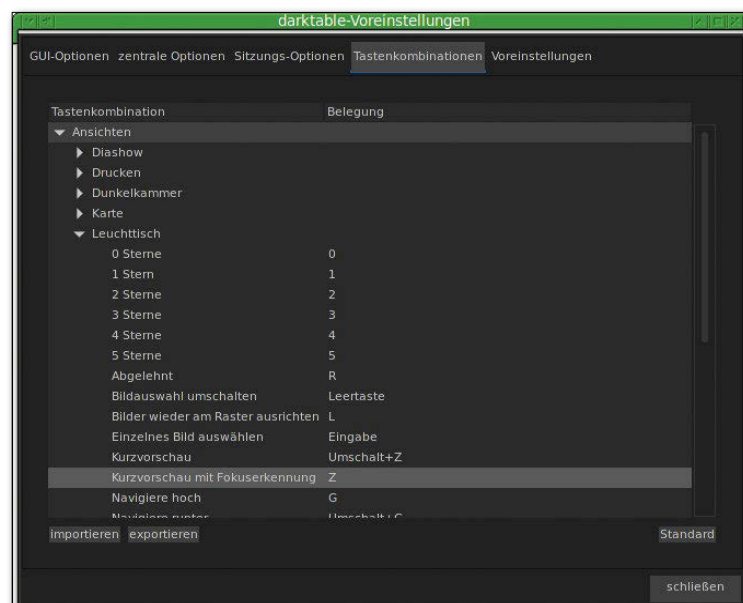 darktable-Voreinstellungen
GUI-Optionen zentrale Optionen Sitzungs-Optionen Tastenkombinationen Voreinstellungen
Tastenkombination Belegung
Ansichten
Diashow
Drucken
Dunkelkammer
Karte
Leuchttisch
0 Sterne 0
1 Stern 1
2 Sterne 2
3 Sterne 3
4 Sterne 4
5 Sterne 5
Abgelehnt R
Bildauswahl umschalten Leertaste
Bilder wieder am Raster ausrichten L
Einzelnes Bild auswählen Eingabe
Kurzvorschau Umschalt+Z
Kurzvorschau mit Fokuserkennung Z
Navigiere hoch G
Navigiere runter Umschalt+G
importieren exportieren Standard
schließen